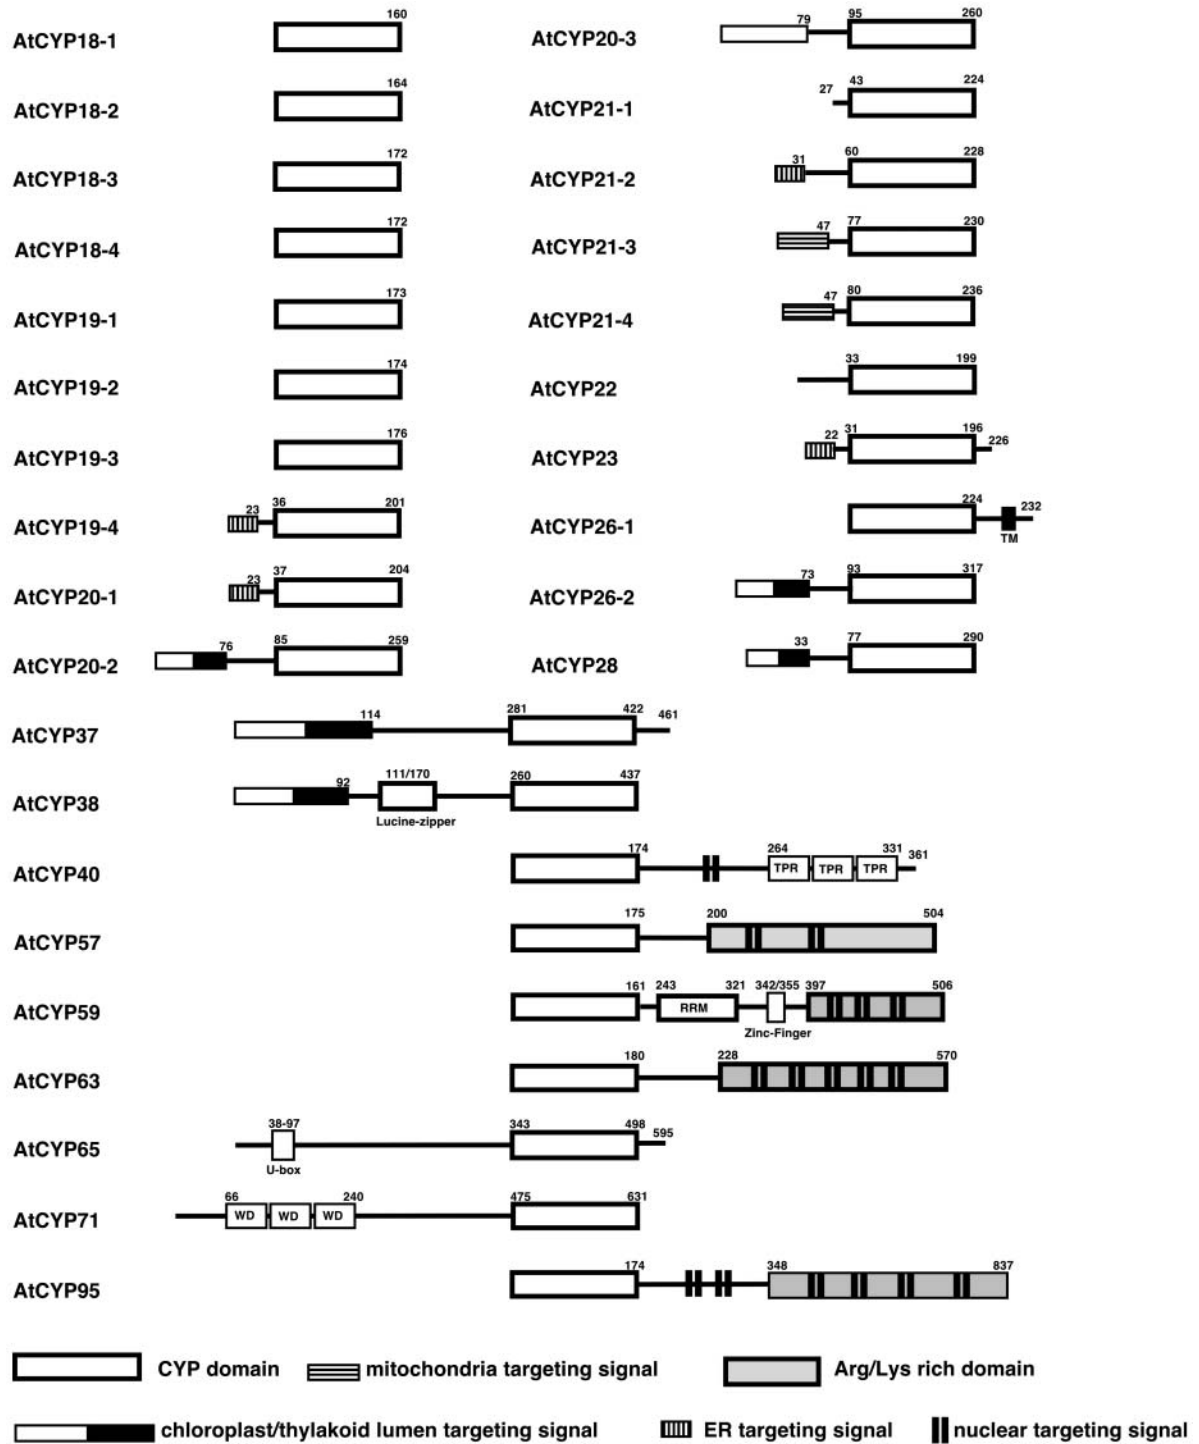 160
AtCYP18-1
164
AtCYP18-2
172
AtCYP18-3
172
AtCYP18-4
173
AtCYP19-1
174
AtCYP19-2
176
AtCYP19-3
23 36 201
AtCYP19-4
23 37 204
AtCYP20-1
76 85 259
AtCYP20-2
79 95 260
AtCYP20-3
27 43 224
AtCYP21-1
31 60 228
AtCYP21-2
47 77 230
AtCYP21-3
47 80 236
AtCYP21-4
33 199
AtCYP22
22 31 196 226
AtCYP23
224 232
AtCYP26-1
TM
73 93 317
AtCYP26-2
33 77 290
AtCYP28
114 281 422 461
AtCYP37
92 111/170 260 437
AtCYP38
Lucine-zipper
174 264 331 361
AtCYP40 TPR TPR TPR
175 200 504
AtCYP57
161 243 321 342/355 397 506
AtCYP59 RRM
Zinc-Finger
180 228 570
AtCYP63
38-97 343 498 595
AtCYP65
U-box
66 240 475 631
AtCYP71 WD WD WD
174 348 837
AtCYP95
CYP domain mitochondria targeting signal Arg/Lys rich domain
chloroplast/thylakoid lumen targeting signal ER targeting signal nuclear targeting signal